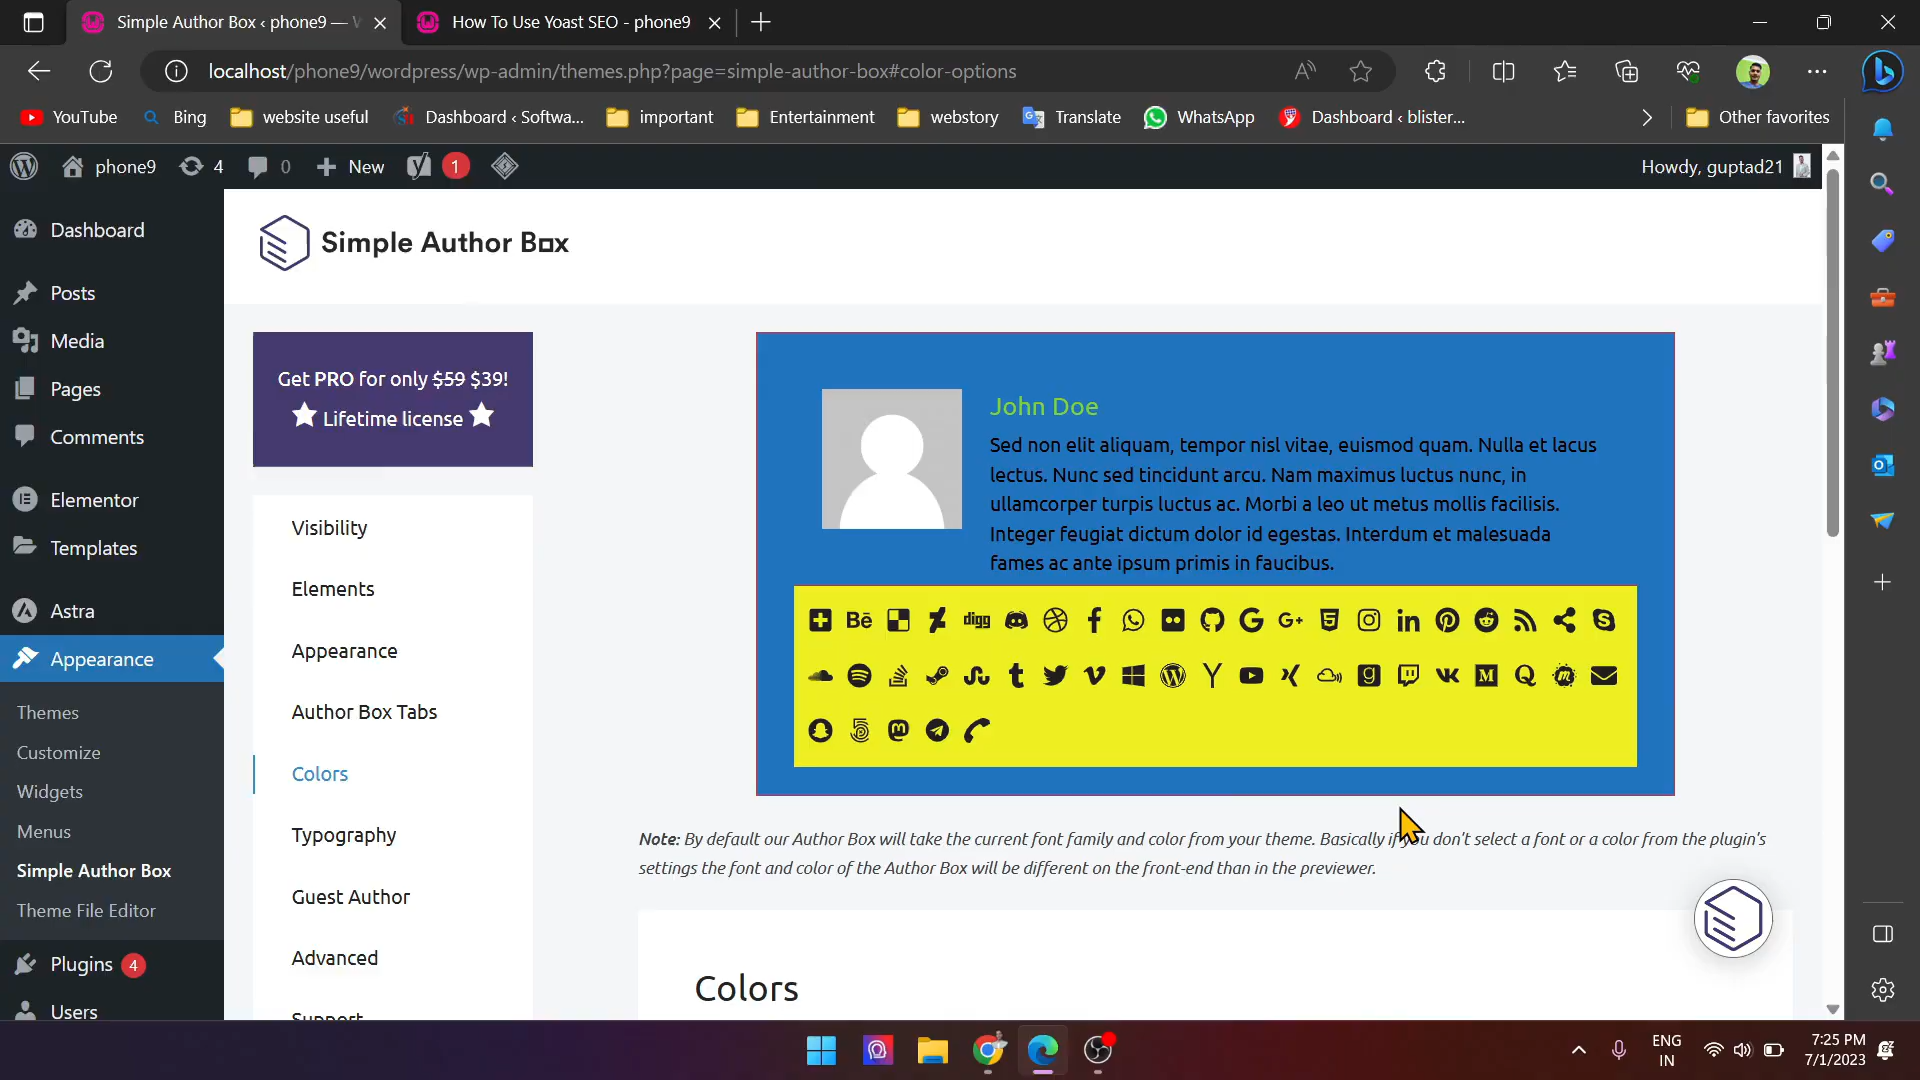 Simple Author Box ‹ phone9 —
How To Use Yoast SEO - phone9
localhost/phone9/wordpress/wp-admin/themes.php?page=simple-author-box#color-options
YouTube
Bing
website useful
Dashboard ‹ Softwa...
important
Entertainment
webstory
Translate
WhatsApp
Dashboard ‹ blister...
Other favorites
phone9
4
0
New
1
Howdy, guptad21
Dashboard
Posts
Media
Pages
Comments
Elementor
Templates
Astra
Appearance
Themes
Customize
Widgets
Menus
Simple Author Box
Theme File Editor
Plugins 4
Users
Simple Author Box
Get PRO for only $59 $39!
Lifetime license
Visibility
Elements
Appearance
Author Box Tabs
Colors
Typography
Guest Author
Advanced
Support
John Doe
Sed non elit aliquam, tempor nisl vitae, euismod quam. Nulla et lacus
lectus. Nunc sed tincidunt arcu. Nam maximus luctus nunc, in
ullamcorper turpis luctus ac. Morbi a leo ut metus mollis facilisis.
Integer feugiat dictum dolor id egestas. Interdum et malesuada
fames ac ante ipsum primis in faucibus.
Bē
digg
G+
Note: By default our Author Box will take the current font family and color from your theme. Basically if you don't select a font or a color from the plugin's
settings the font and color of the Author Box will be different on the front-end than in the previewer.
Colors
ENG
IN
7:25 PM
7/1/2023